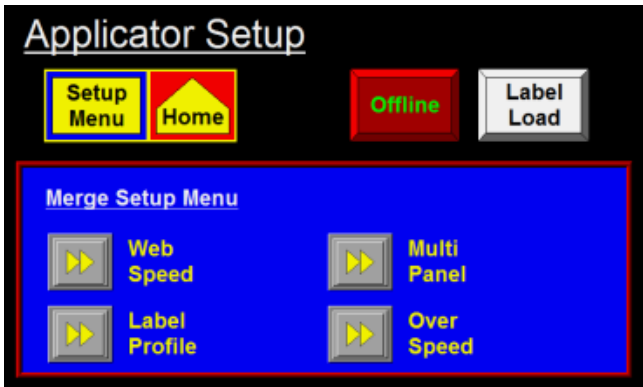 Applicator Setup
Setup
Menu
Home
Offline
Label
Load
Merge Setup Menu
Web
Speed
Multi
Panel
Label
Profile
Over
Speed